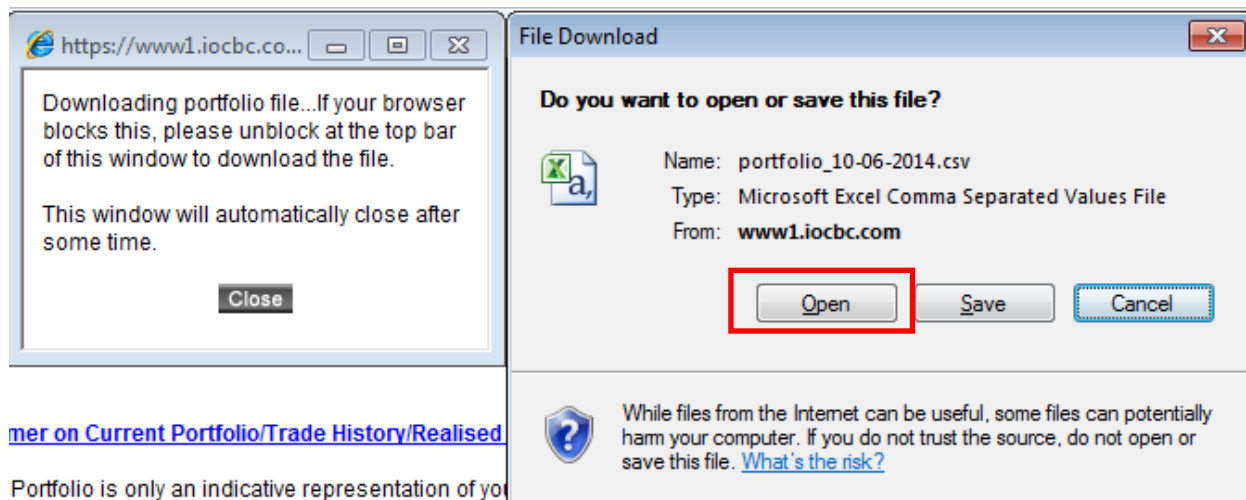 https://www1.iocbc.co...
Downloading portfolio file...If your browser
blocks this, please unblock at the top bar
of this window to download the file.
This window will automatically close after
some time.
Close
mer on Current Portfolio/Trade History/Realised
Portfolio is only an indicative representation of you
File Download
Do you want to open or save this file?
Name: portfolio_10-06-2014.csv
Type: Microsoft Excel Comma Separated Values File
From: www1.iocbc.com
Open Save Cancel
While files from the Internet can be useful, some files can potentially
harm your computer. If you do not trust the source, do not open or
save this file. What's the risk?